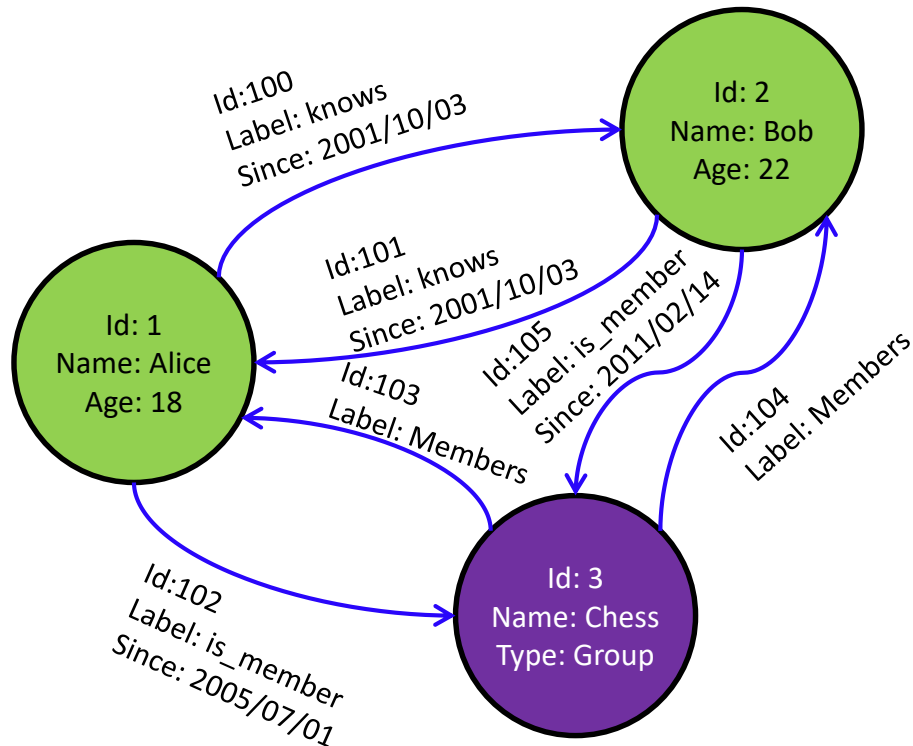 Id:100
Label: knows
Since: 2001/10/03
Id: 2
Name: Bob
Age: 22
Id:101
Label: knows
Since: 2001/10/03
Id: 1
Name: Alice
Age: 18
Id:105
Label: is_member
Since: 2011/02/14
Id:103
Label: Members
Id:104
Label: Members
Id:102
Label: is_member
Since: 2005/07/01
Id: 3
Name: Chess
Type: Group